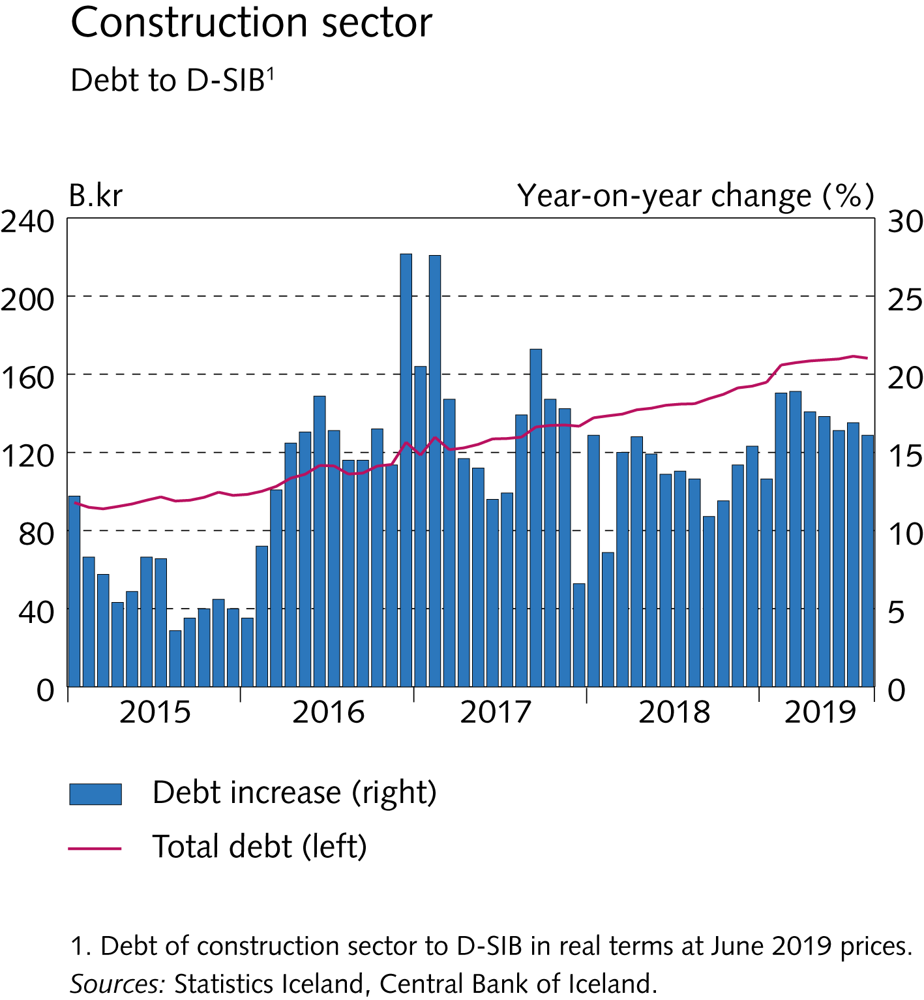 Construction sector
Debt to D-SIB¹
B.kr Year-on-year change (%)
240 30
200 25
160 20
120 15
80 10
40 5
0 0
2015 2016 2017 2018 2019
Debt increase (right)
Total debt (left)
1. Debt of construction sector to D-SIB in real terms at June 2019 prices.
Sources: Statistics Iceland, Central Bank of Iceland.